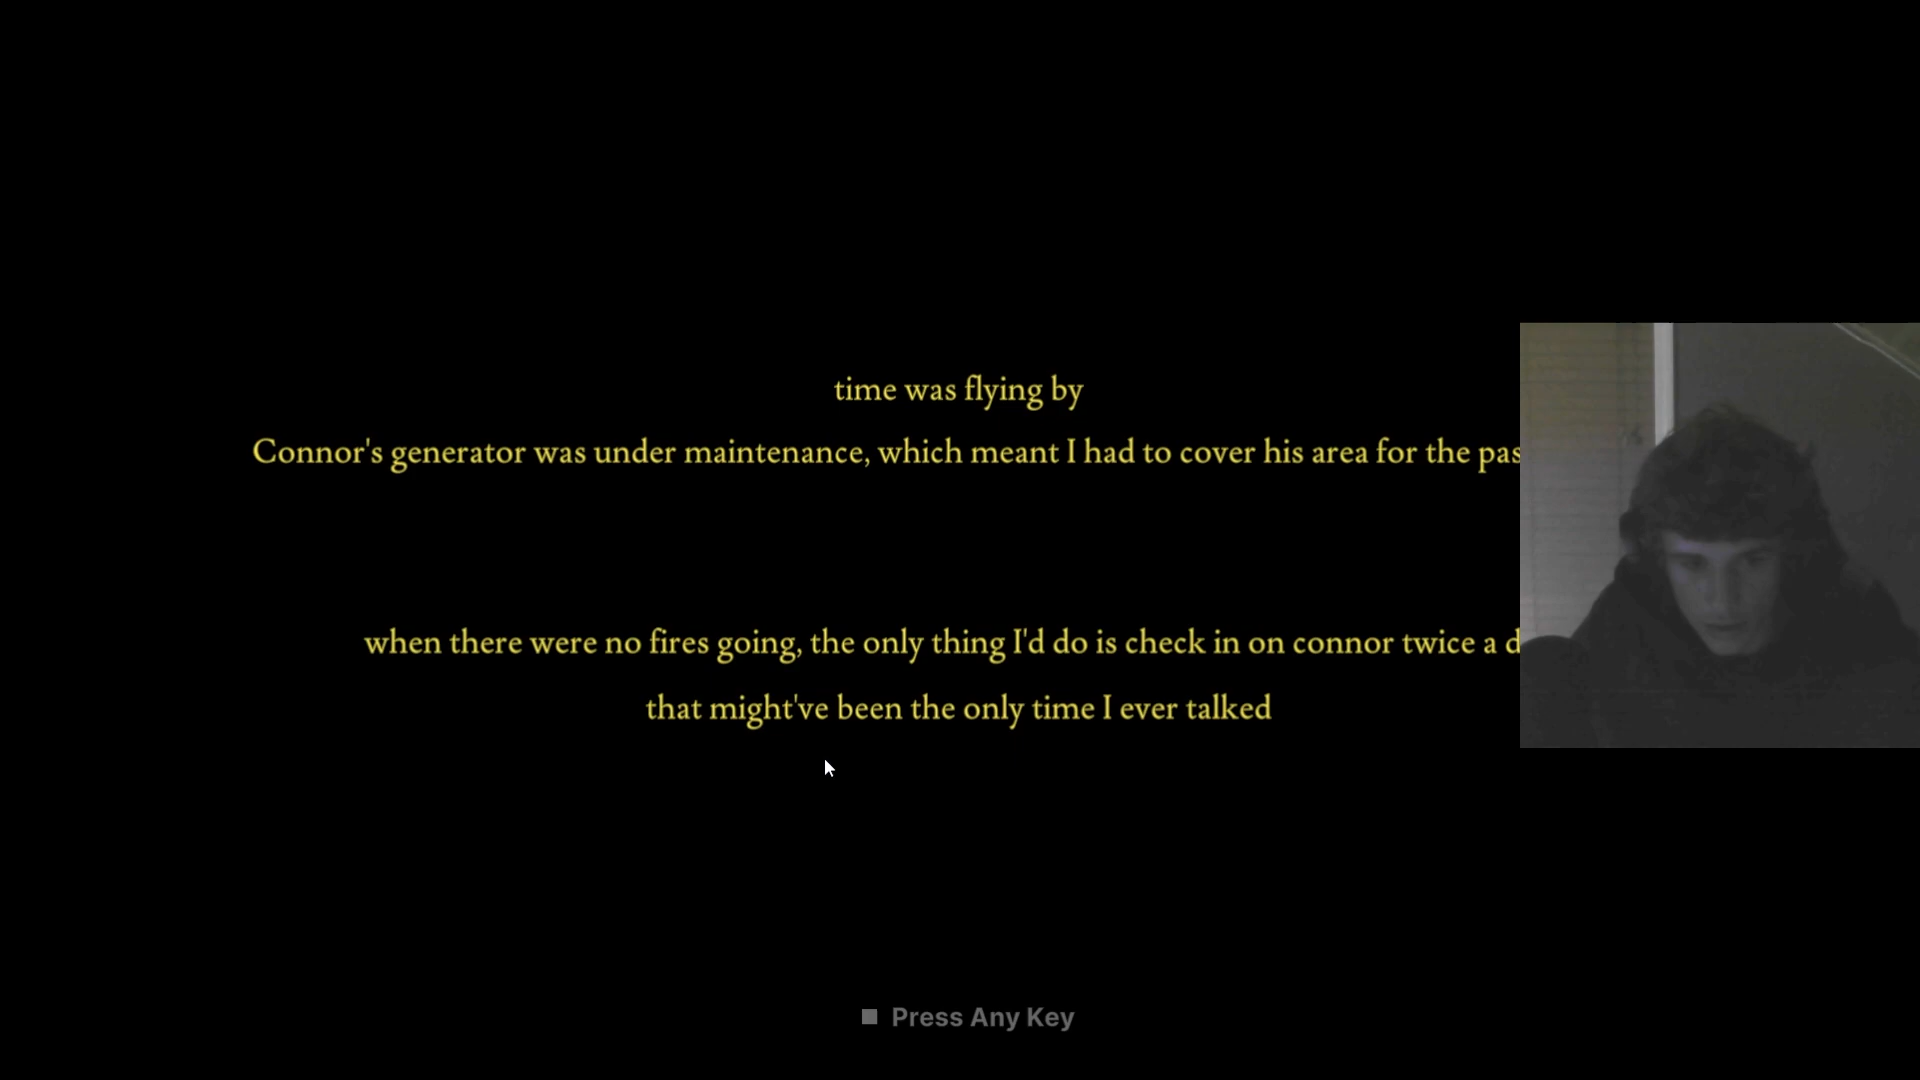 time was flying by
Connor's generator was under maintenance, which meant I had to cover his area for the
when there were no fires going, the only thing I'd do is check in on connor twice a
that might've been the only time I ever talked
Press Any Key